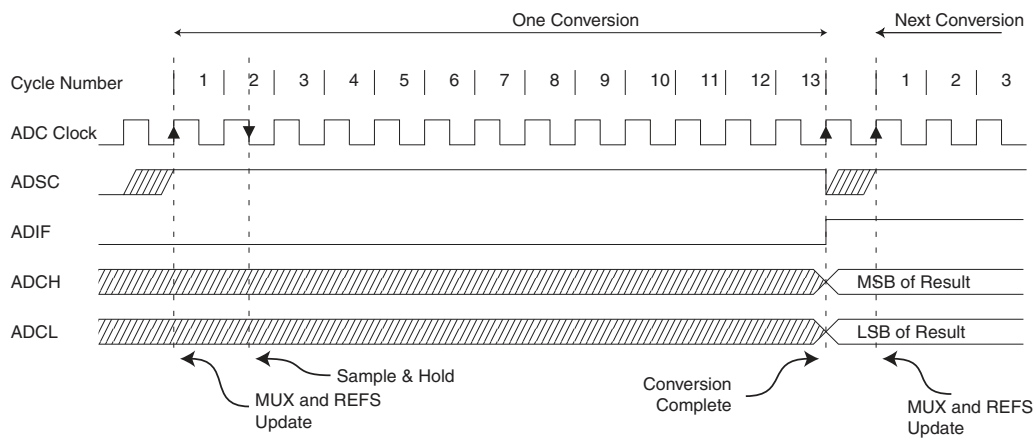 One Conversion Next Conversion
Cycle Number 1 2 3 4 5 6 7 8 9 10 11 12 13 1 2 3
ADC Clock
ADSC
ADIF
ADCH MSB of Result
ADCL LSB of Result
Sample & Hold
MUX and REFS
Update
Conversion
Complete
MUX and REFS
Update